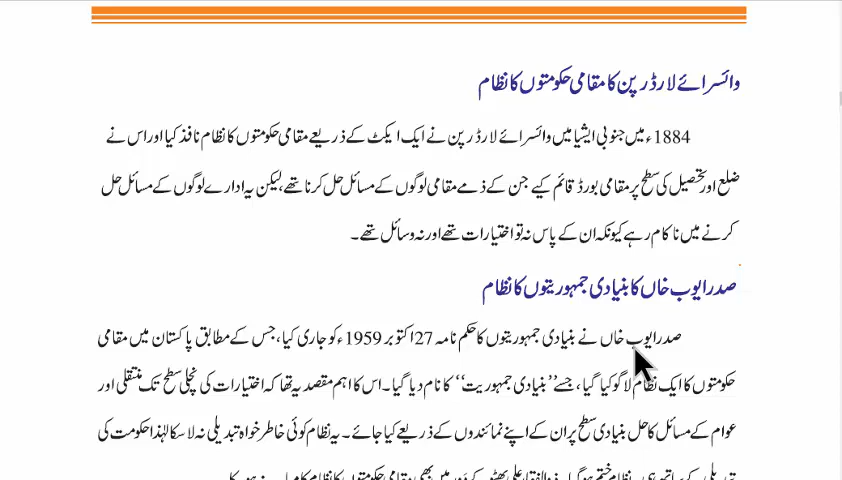 وائسرائے لارڈ رپن کا مقامی حکومتوں کا نظام
1884ء میں جنوبی ایشیا میں وائسرائے لارڈ رپن نے ایک ایکٹ کے ذریعے مقامی حکومتوں کا نظام نافذ کیا اور اس نے
ضلع اور تحصیل کی سطح پر مقامی بورڈ قائم کیے جن کے ذمے مقامی لوگوں کے مسائل حل کرنا تھے، لیکن یہ ادارے لوگوں کے مسائل حل
کرنے میں ناکام رہے کیونکہ ان کے پاس نہ تو اختیارات تھے اور نہ وسائل تھے۔
صدر ایوب خاں کا بنیادی جمہوریتوں کا نظام
صدر ایوب خاں نے بنیادی جمہوریتوں کا حکم نامہ 27 اکتوبر 1959ء کو جاری کیا، جس کے مطابق پاکستان میں مقامی
حکومتوں کا ایک نظام لاگو کیا گیا، جسے ”بنیادی جمہوریت“ کا نام دیا گیا۔ اس کا اہم مقصد یہ تھا کہ اختیارات کی نچلی سطح تک منتقلی اور
عوام کے مسائل کا حل بنیادی سطح پر ان کے اپنے نمائندوں کے ذریعے کیا جائے۔ یہ نظام کوئی خاطر خواہ تبدیلی نہ لا سکا لہٰذا حکومت کی